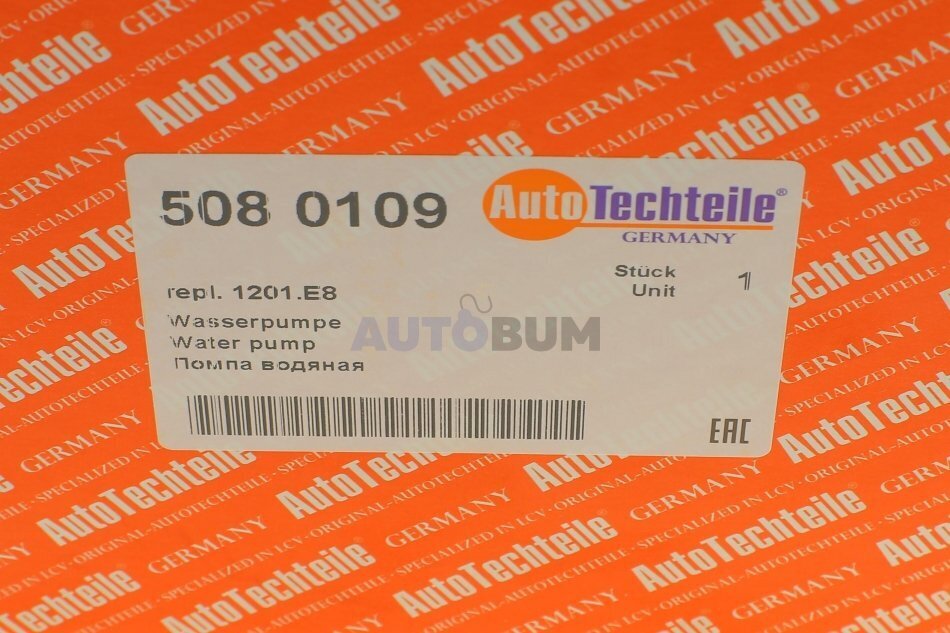 508 0109
AutoTechteile®
GERMANY
repl. 1201.E8
Stück 1
Unit
Wasserpumpe
Water pump
Помпа водяная
AUTOBUM
EAC
AutoTechteile
GERMANY
SPECIALIZED IN LCV · ORIGINAL-AUTOTECHTEILE